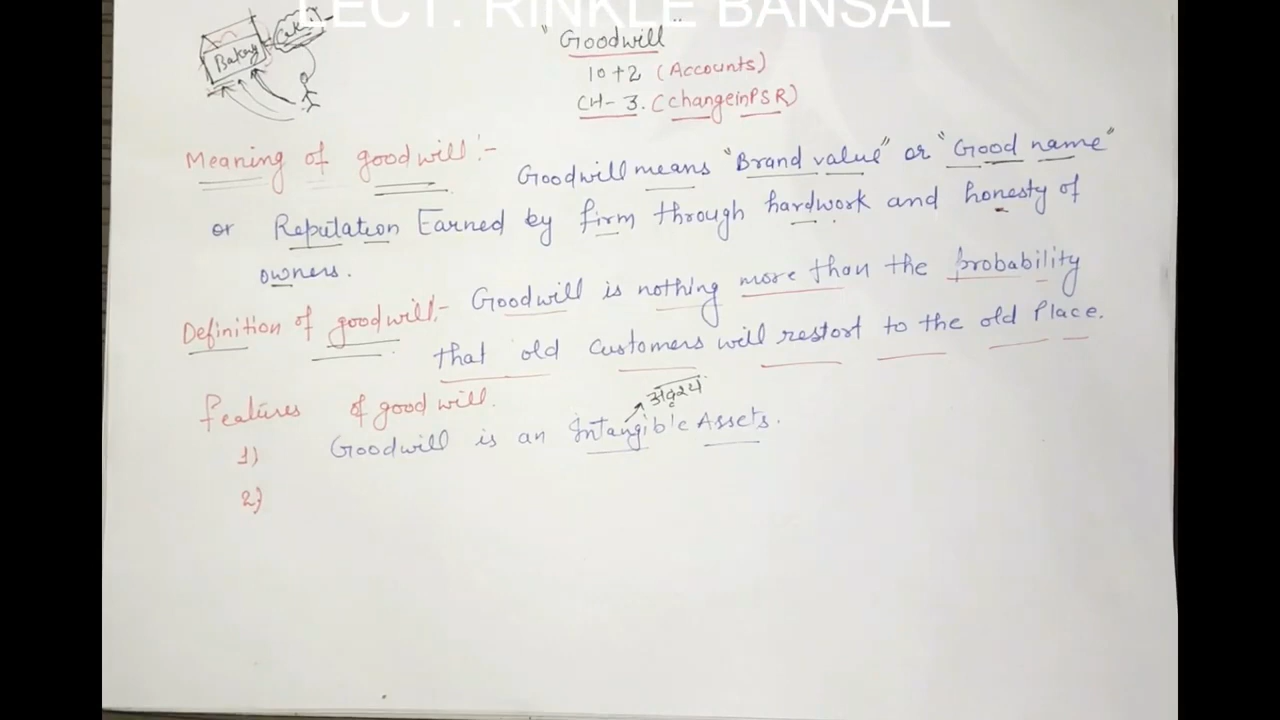 LECT. RINKLE BANSAL
Bakery
Cake
"Goodwill"
10+2 (Accounts)
CH-3. (change in PSR)
Meaning of goodwill:- Goodwill means "Brand value" or "Good name"
or Reputation Earned by firm through hardwork and honesty of
owners.
Definition of goodwill:- Goodwill is nothing more than the probability
that old customers will restort to the old Place.
features of goodwill.
1) Goodwill is an Intangible Assets.
2)